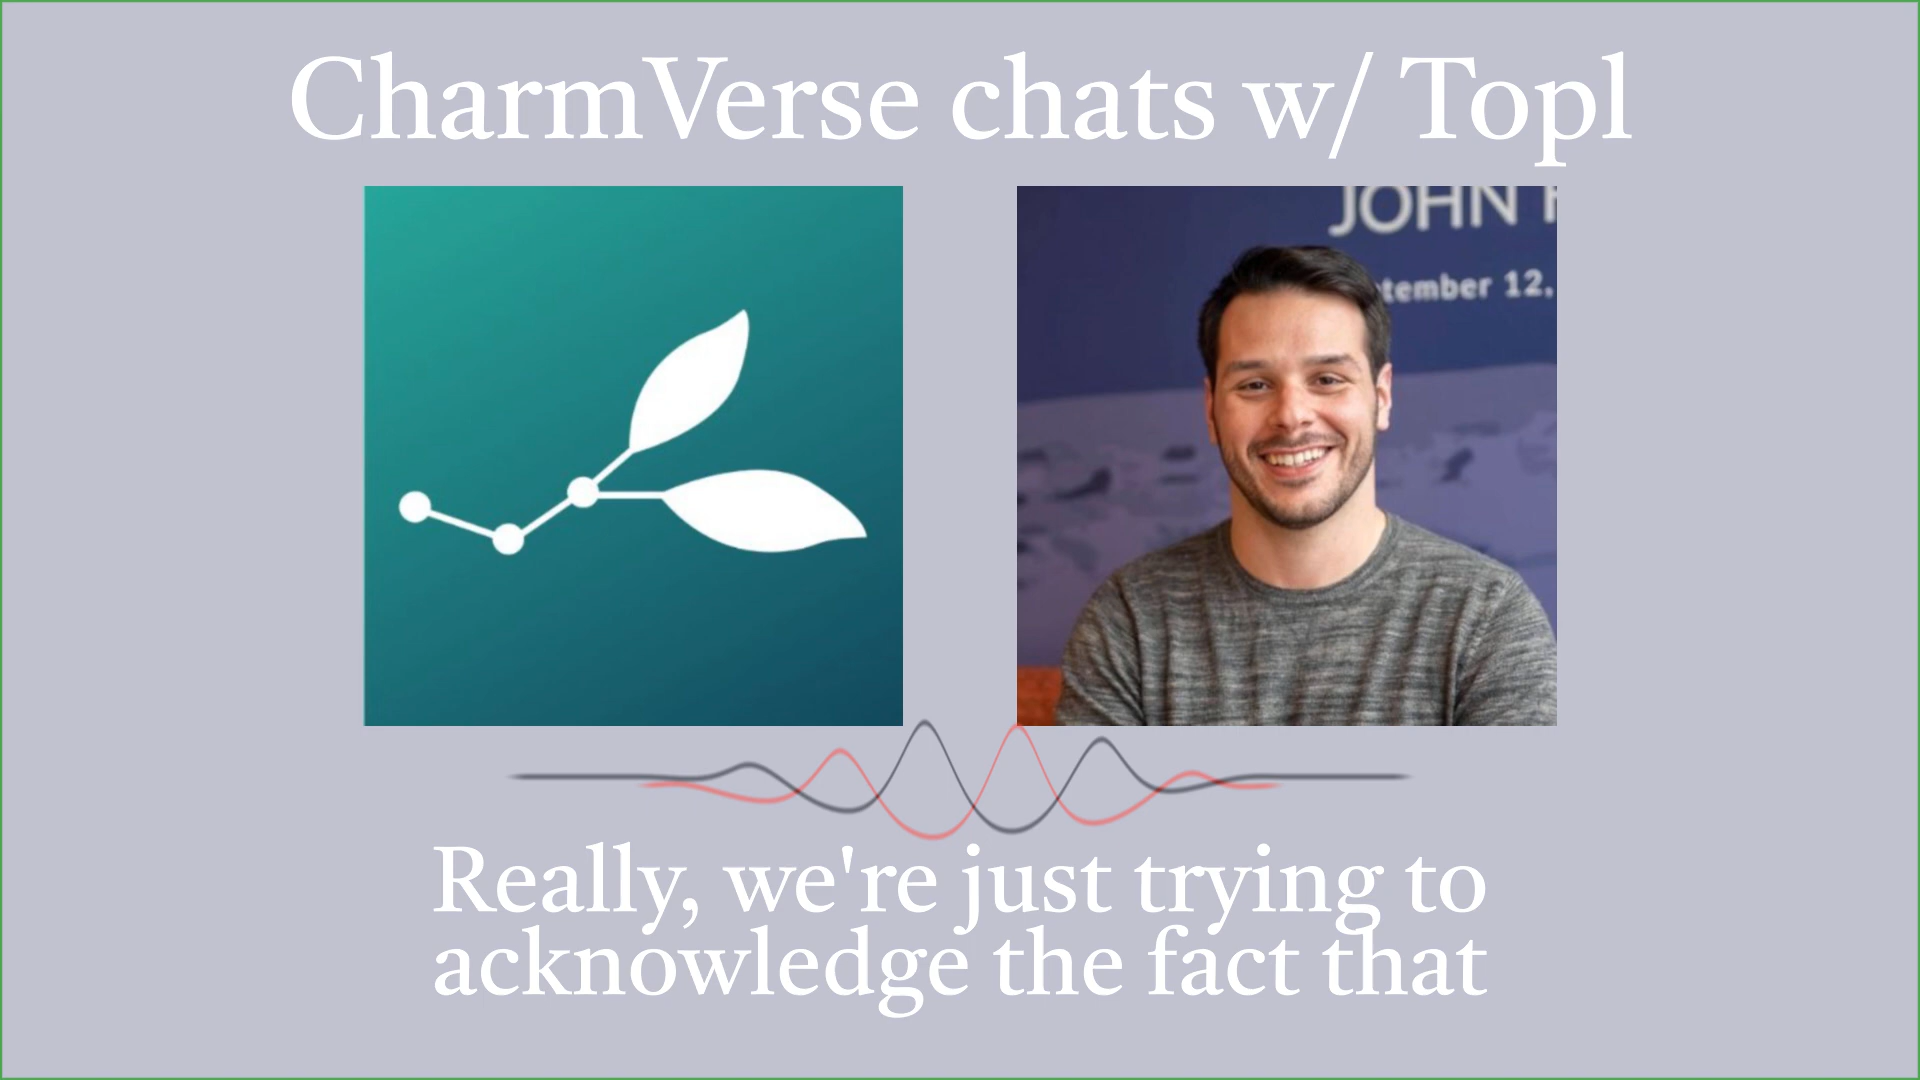 CharmVerse chats w/ Topl
JOHN
tember 12,
Really, we're just trying to
acknowledge the fact that